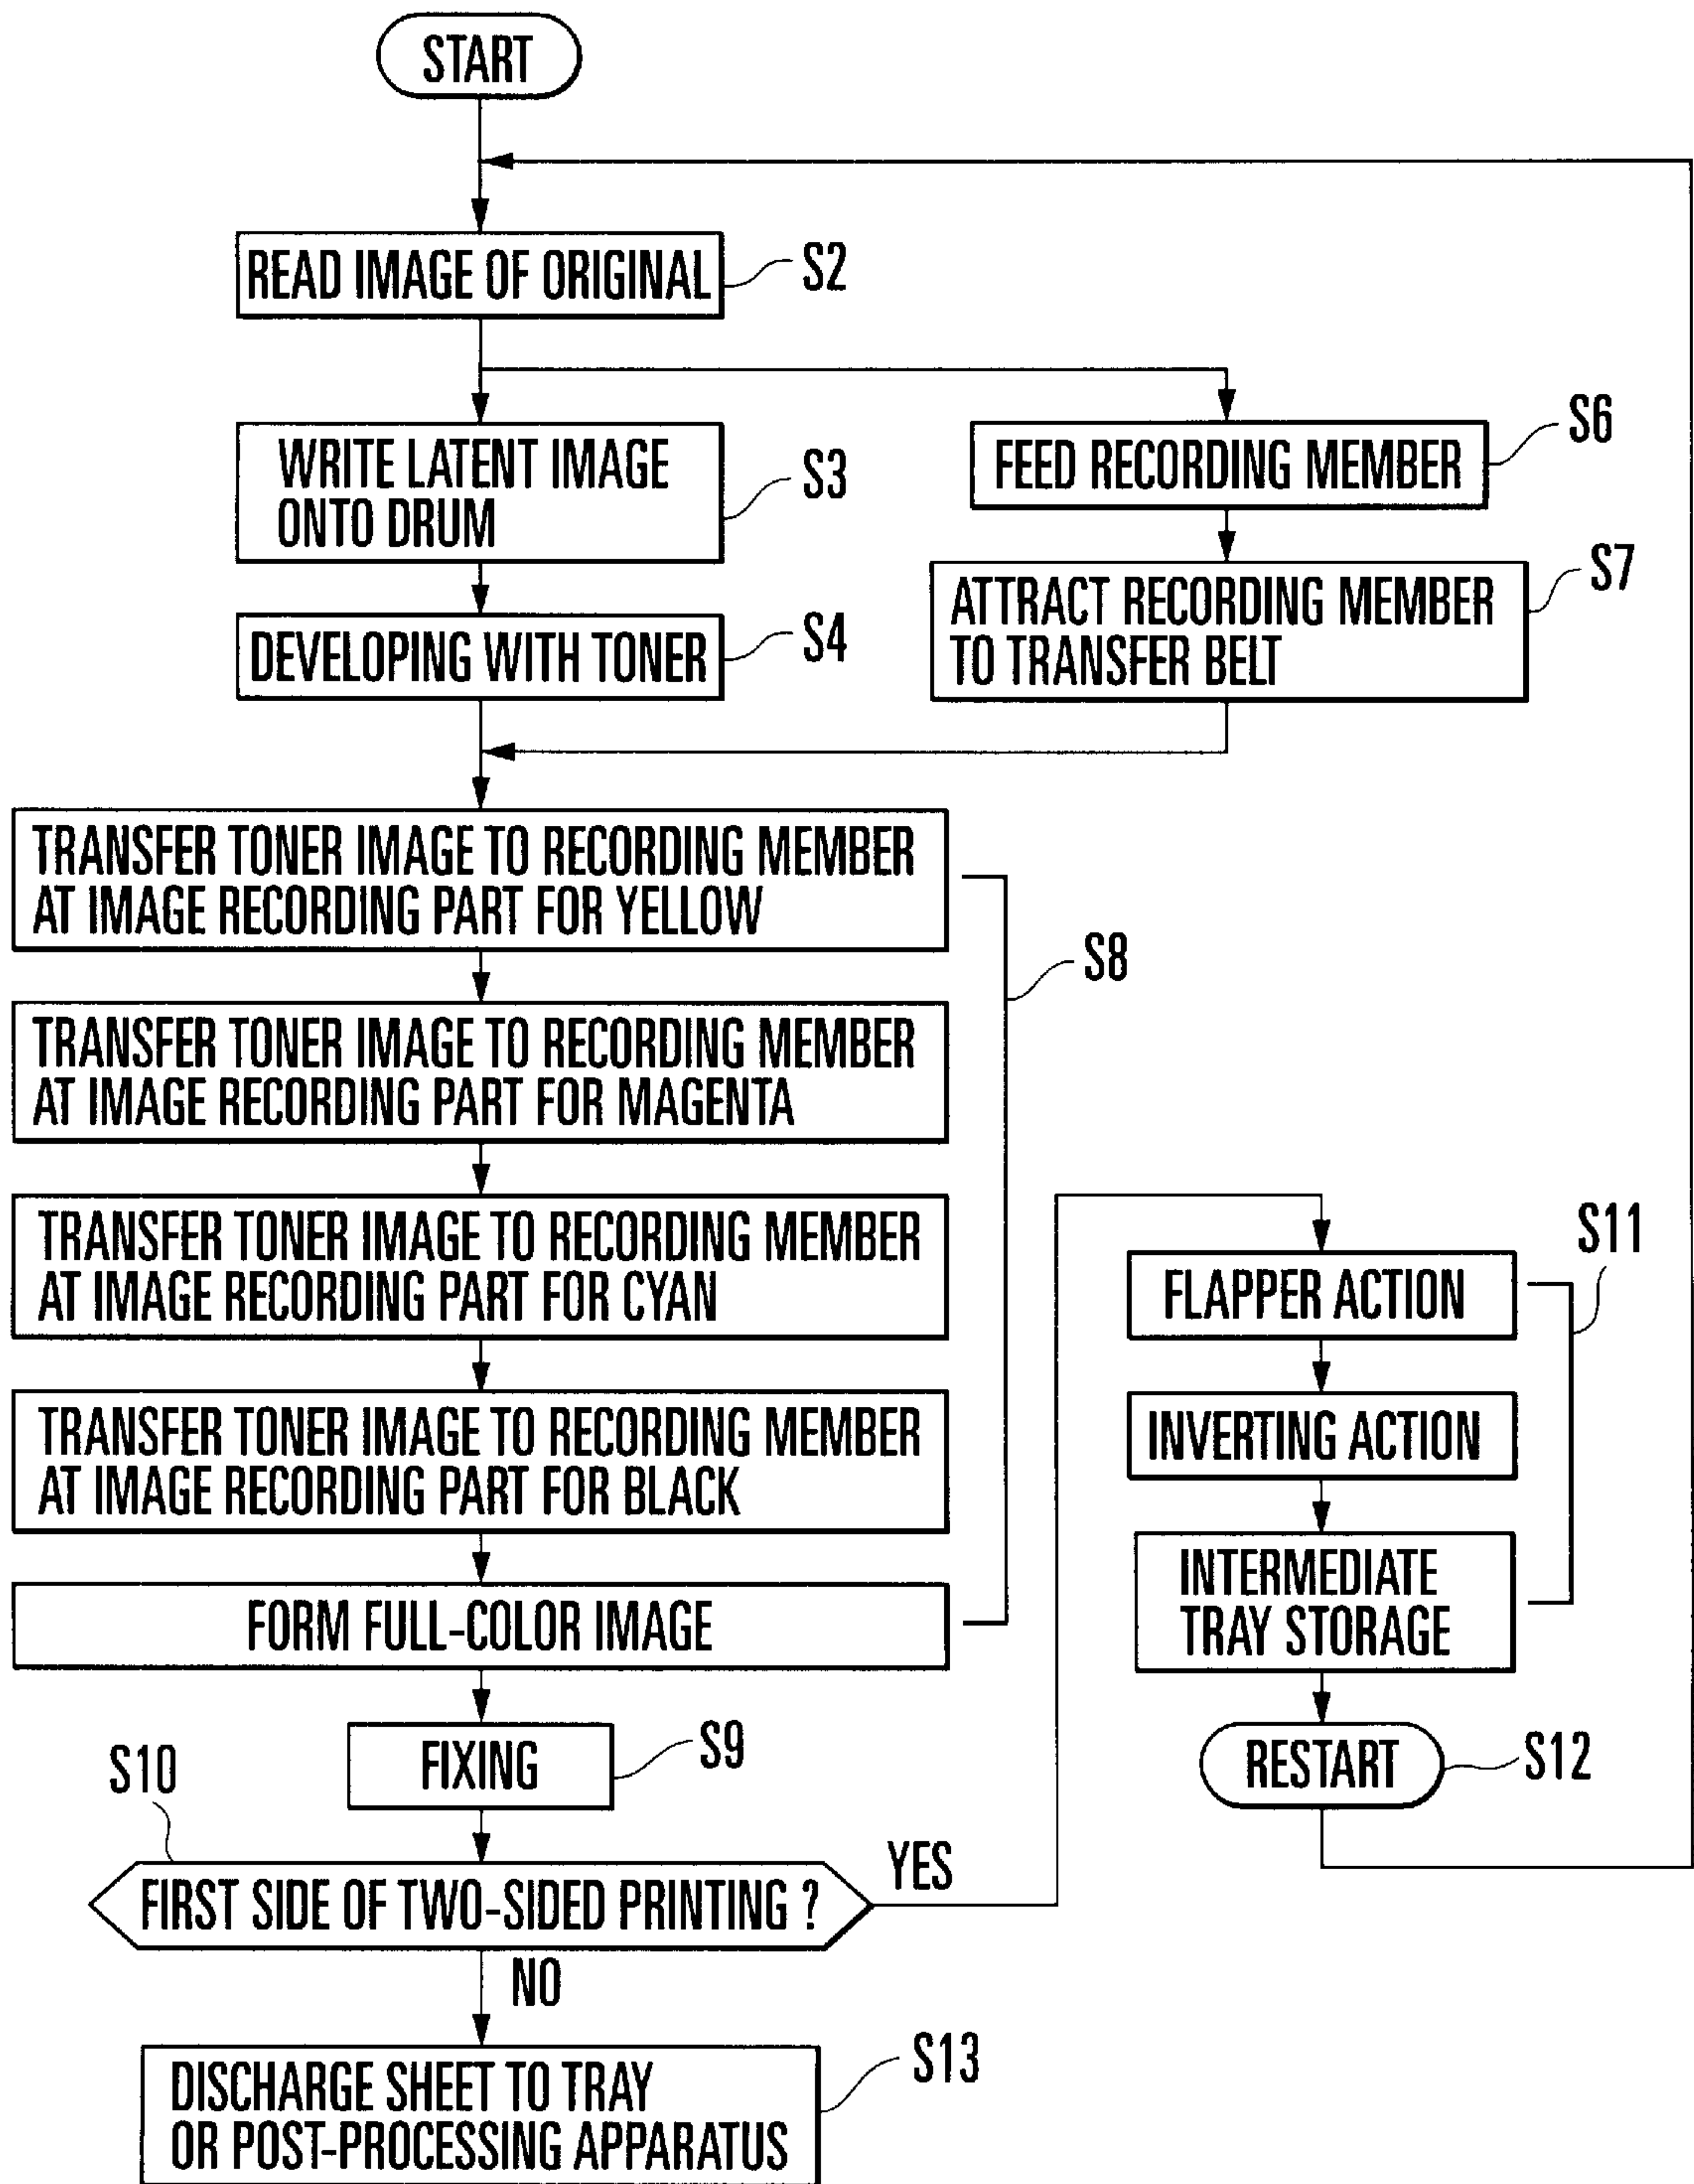 START
READ IMAGE OF ORIGINAL
S2
WRITE LATENT IMAGE
ONTO DRUM
S3
FEED RECORDING MEMBER
S6
DEVELOPING WITH TONER
S4
ATTRACT RECORDING MEMBER
TO TRANSFER BELT
S7
TRANSFER TONER IMAGE TO RECORDING MEMBER
AT IMAGE RECORDING PART FOR YELLOW
TRANSFER TONER IMAGE TO RECORDING MEMBER
AT IMAGE RECORDING PART FOR MAGENTA
TRANSFER TONER IMAGE TO RECORDING MEMBER
AT IMAGE RECORDING PART FOR CYAN
TRANSFER TONER IMAGE TO RECORDING MEMBER
AT IMAGE RECORDING PART FOR BLACK
FORM FULL-COLOR IMAGE
S8
FIXING
S9
S10
FIRST SIDE OF TWO-SIDED PRINTING ?
YES
NO
FLAPPER ACTION
INVERTING ACTION
INTERMEDIATE
TRAY STORAGE
S11
RESTART
S12
DISCHARGE SHEET TO TRAY
OR POST-PROCESSING APPARATUS
S13